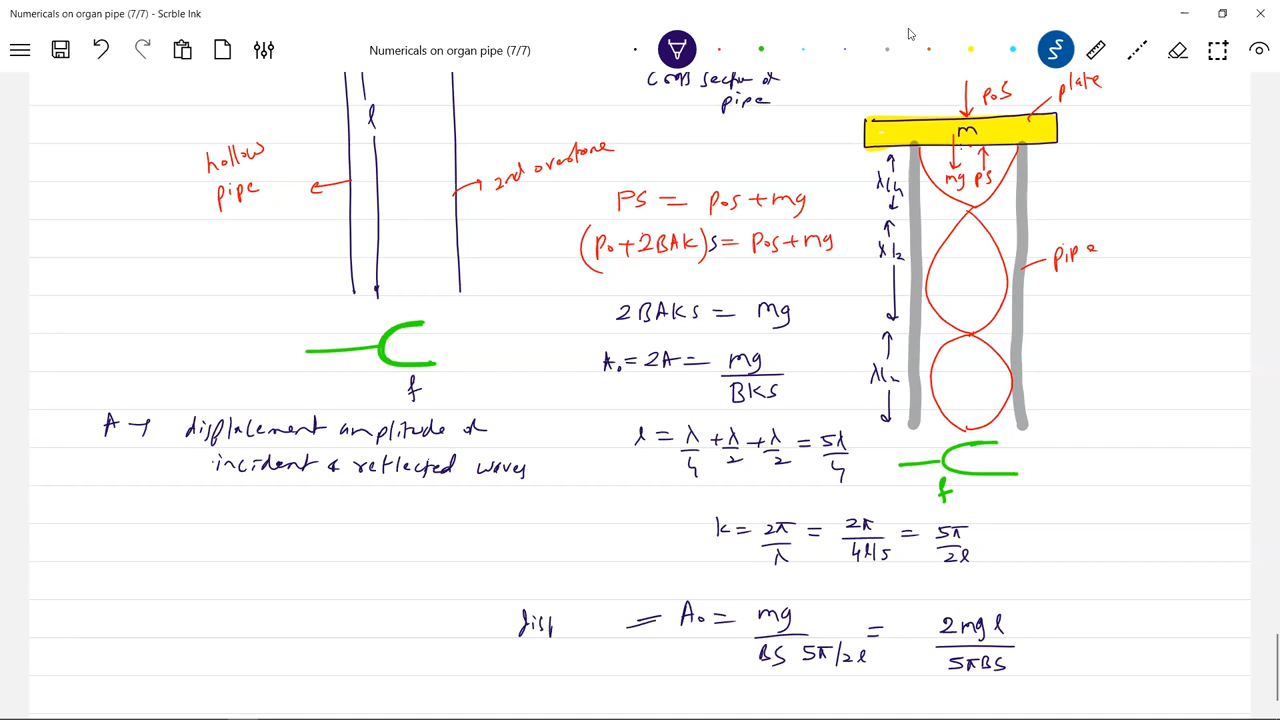 Numericals on organ pipe (7/7) - Scrble Ink
Numericals on organ pipe (7/7)
cross section of
pipe
l
hollow
pipe
2nd overtone
f
A → displacement amplitude of
incident & reflected waves
PS = P₀S + mg
(P₀ + 2BAK)S = P₀S + mg
2BAKS = mg
A₀ = 2A = mg/BKS
l = λ/4 + λ/2 + λ/2 = 5λ/4
k = 2π/λ = 2π/4l/5 = 5π/2l
disp = A₀ = mg/BS 5π/2l = 2mgl/5πBS
P₀S
plate
m
mg PS
λ/4
λ/2
pipe
λ/2
f